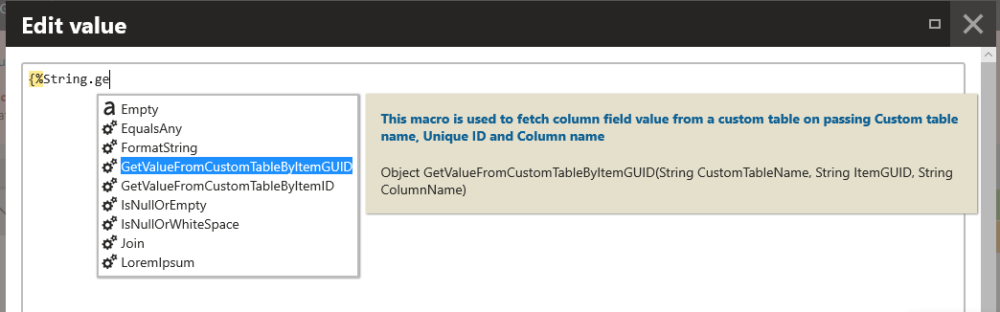 Edit value
{%String.ge
Empty
EqualsAny
FormatString
GetValueFromCustomTableByItemGUID
GetValueFromCustomTableByItemID
IsNullOrEmpty
IsNullOrWhiteSpace
Join
LoremIpsum
This macro is used to fetch column field value from a custom table on passing Custom table
name, Unique ID and Column name
Object GetValueFromCustomTableByItemGUID(String CustomTableName, String ItemGUID, String
ColumnName)